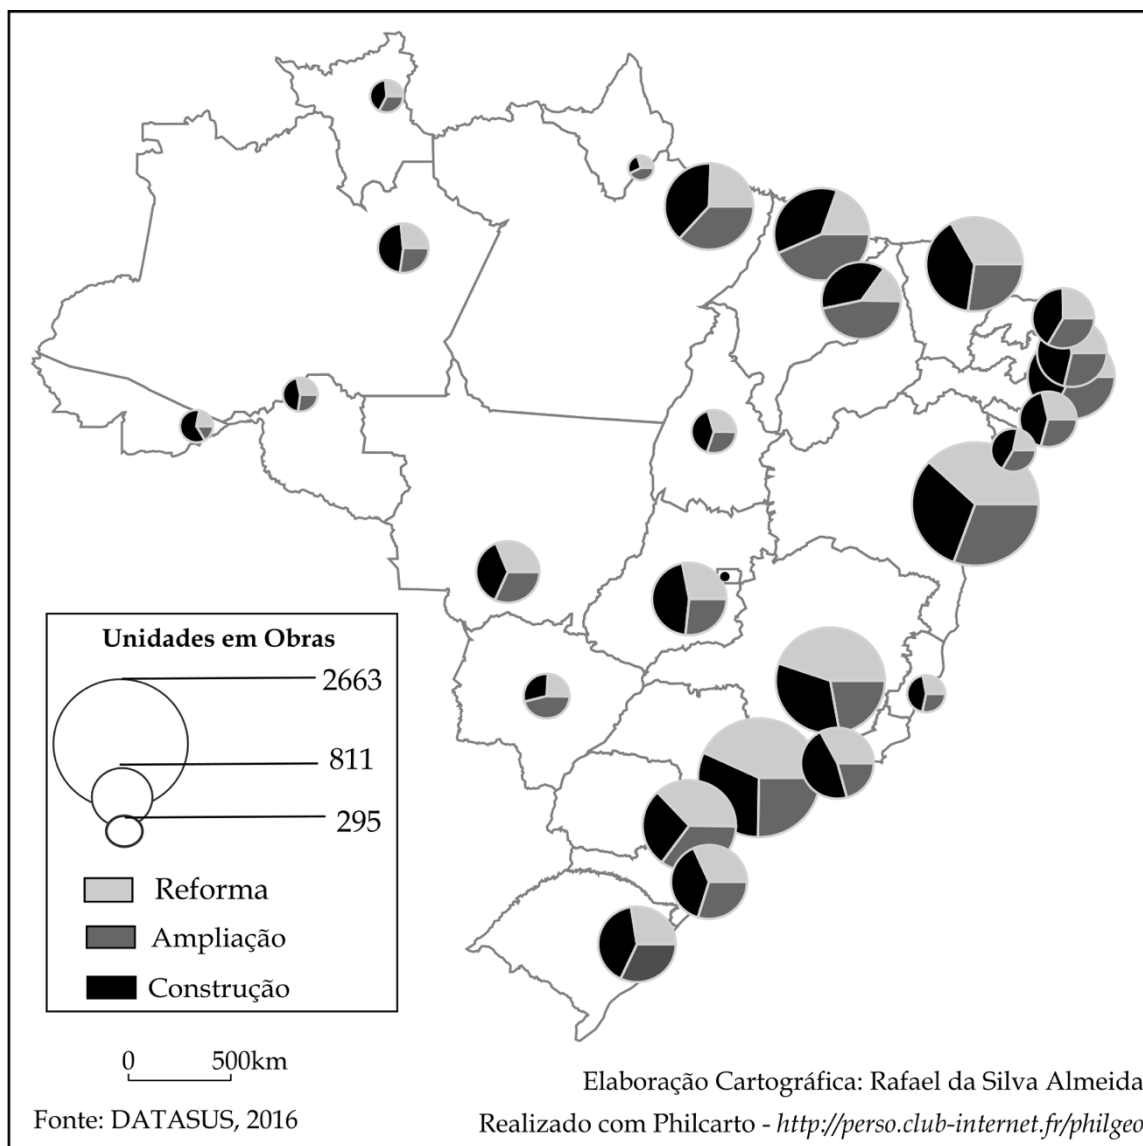 Unidades em Obras
2663
811
295
Reforma
Ampliação
Construção
0 500km
Elaboração Cartográfica: Rafael da Silva Almeida
Fonte: DATASUS, 2016
Realizado com Philcarto - http://perso.club-internet.fr/philgeo